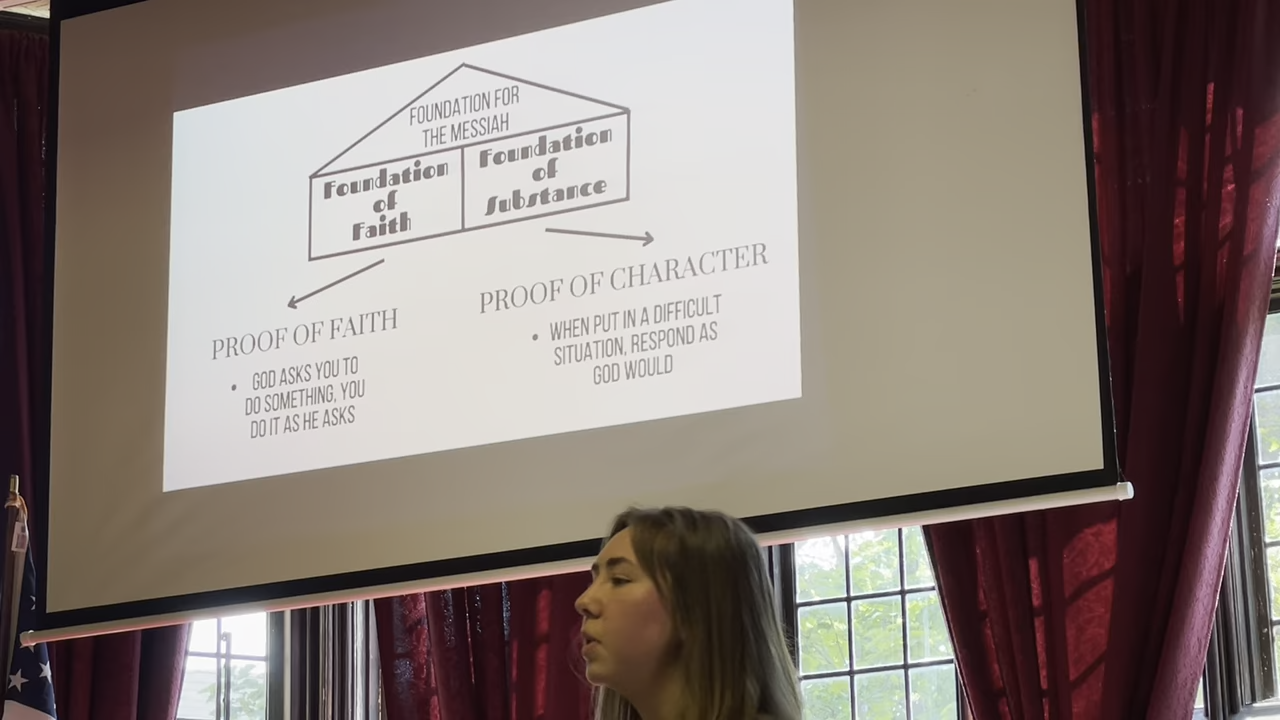 FOUNDATION FOR
THE MESSIAH
Foundation
of
Faith
Foundation
of
Substance
PROOF OF FAITH
• GOD ASKS YOU TO
DO SOMETHING, YOU
DO IT AS HE ASKS
PROOF OF CHARACTER
• WHEN PUT IN A DIFFICULT
SITUATION, RESPOND AS
GOD WOULD